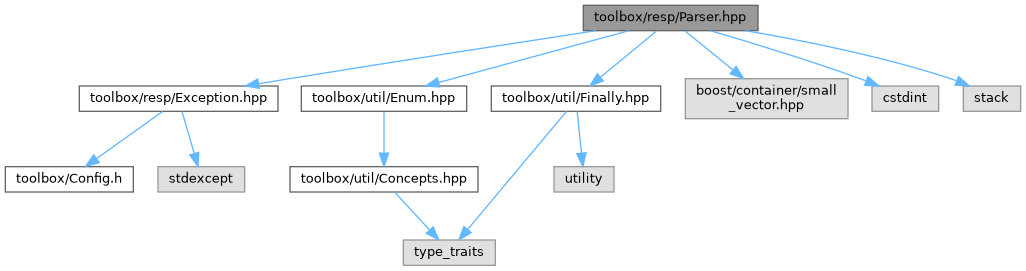 toolbox/resp/Parser.hpp
toolbox/resp/Exception.hpp
toolbox/util/Enum.hpp
toolbox/util/Finally.hpp
boost/container/small
_vector.hpp
cstdint
stack
toolbox/Config.h
stdexcept
toolbox/util/Concepts.hpp
utility
type_traits